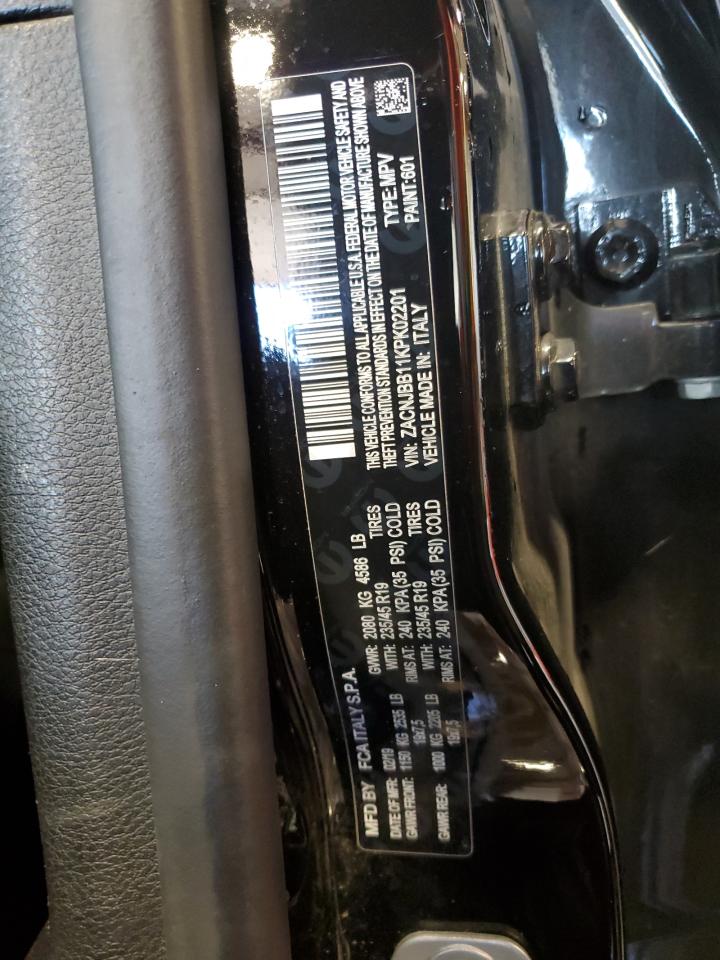 MFD BY FCA ITALY S.P.A.
DATE OF MFR: 02/19 GVWR: 2080 KG 4586 LB
GAWR FRONT: 1150 KG 2535 LB WITH: 235/45 R19 TIRES
19x7,5 RIMS AT: 240 KPA(35 PSI) COLD
GAWR REAR: 1000 KG 2205 LB WITH: 235/45 R19 TIRES
19x7,5 RIMS AT: 240 KPA(35 PSI) COLD
THIS VEHICLE CONFORMS TO ALL APPLICABLE U.S.A. FEDERAL MOTOR VEHICLE SAFETY AND
THEFT PREVENTION STANDARDS IN EFFECT ON THE DATE OF MANUFACTURE SHOWN ABOVE
VIN: ZACNJBB11KPK02201 TYPE: MPV
VEHICLE MADE IN: ITALY PAINT:601